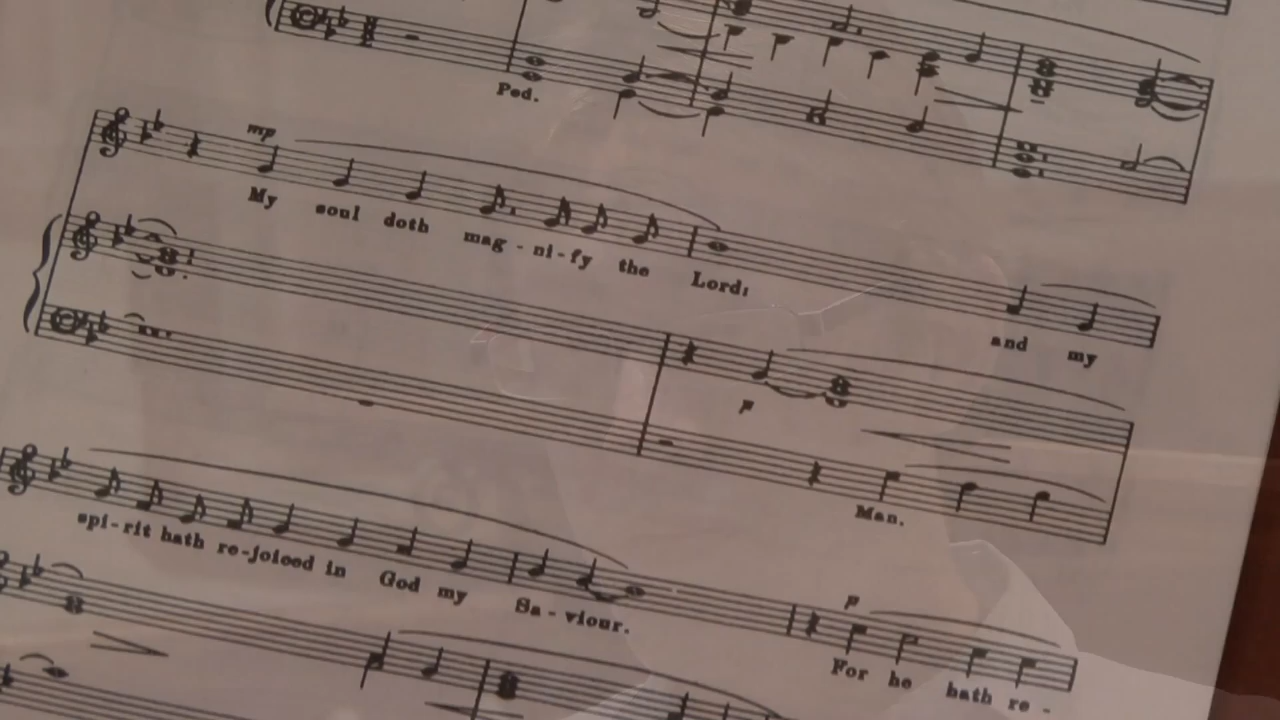 Ped.
mp
My soul doth mag - ni - fy the Lord; and my
p
Man.
spi - rit hath re - joiced in God my Sa - viour.
p
For he hath re -